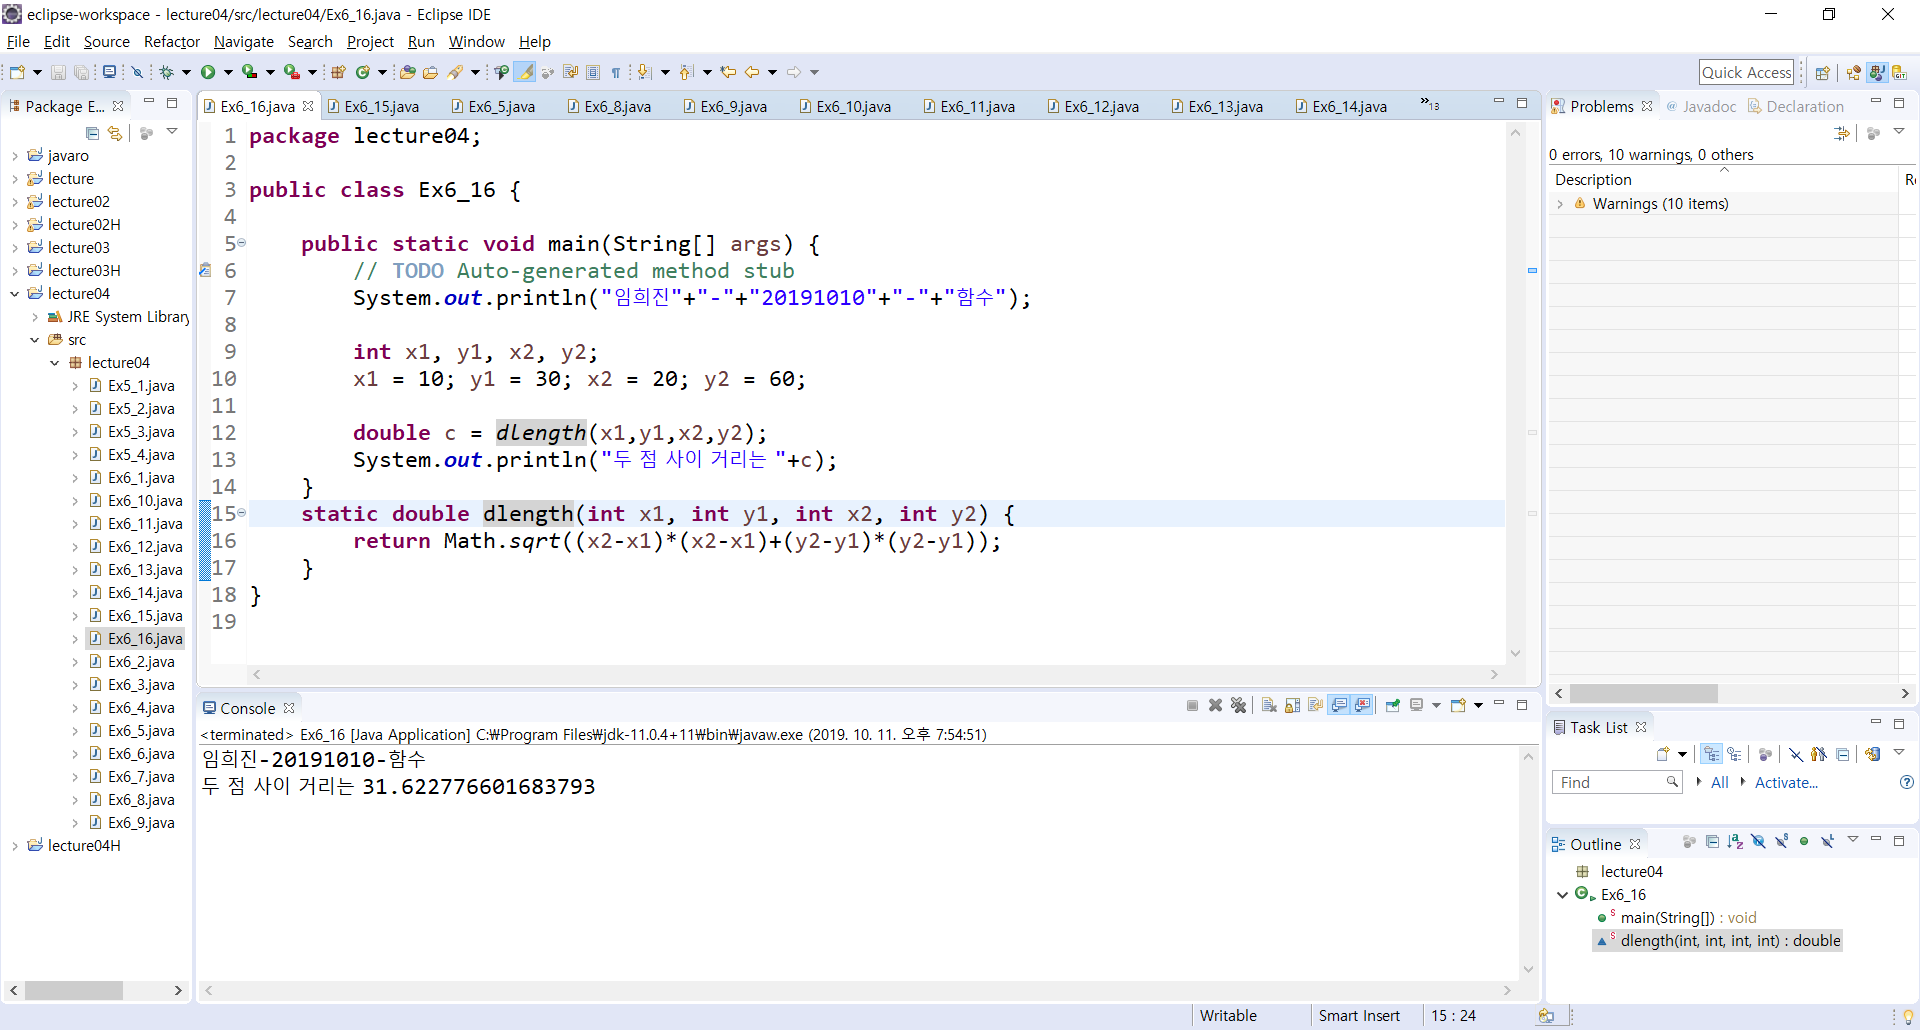 eclipse-workspace - lecture04/src/lecture04/Ex6_16.java - Eclipse IDE
File Edit Source Refactor Navigate Search Project Run Window Help
Quick Access
Package E...
javaro
lecture
lecture02
lecture02H
lecture03
lecture03H
lecture04
JRE System Library
src
lecture04
Ex5_1.java
Ex5_2.java
Ex5_3.java
Ex5_4.java
Ex6_1.java
Ex6_10.java
Ex6_11.java
Ex6_12.java
Ex6_13.java
Ex6_14.java
Ex6_15.java
Ex6_16.java
Ex6_2.java
Ex6_3.java
Ex6_4.java
Ex6_5.java
Ex6_6.java
Ex6_7.java
Ex6_8.java
Ex6_9.java
lecture04H
Ex6_16.java Ex6_15.java Ex6_5.java Ex6_8.java Ex6_9.java Ex6_10.java Ex6_11.java Ex6_12.java Ex6_13.java Ex6_14.java »13
1 package lecture04;
2
3 public class Ex6_16 {
4
5 public static void main(String[] args) {
6 // TODO Auto-generated method stub
7 System.out.println("임희진"+"-"+"20191010"+"-"+"함수");
8
9 int x1, y1, x2, y2;
10 x1 = 10; y1 = 30; x2 = 20; y2 = 60;
11
12 double c = dlength(x1,y1,x2,y2);
13 System.out.println("두 점 사이 거리는 "+c);
14 }
15 static double dlength(int x1, int y1, int x2, int y2) {
16 return Math.sqrt((x2-x1)*(x2-x1)+(y2-y1)*(y2-y1));
17 }
18 }
19
Console
<terminated> Ex6_16 [Java Application] C:₩Program Files₩jdk-11.0.4+11₩bin₩javaw.exe (2019. 10. 11. 오후 7:54:51)
임희진-20191010-함수
두 점 사이 거리는 31.622776601683793
Problems @ Javadoc Declaration
0 errors, 10 warnings, 0 others
Description
Warnings (10 items)
Task List
Find All Activate...
Outline
lecture04
Ex6_16
main(String[]) : void
dlength(int, int, int, int) : double
Writable Smart Insert 15 : 24